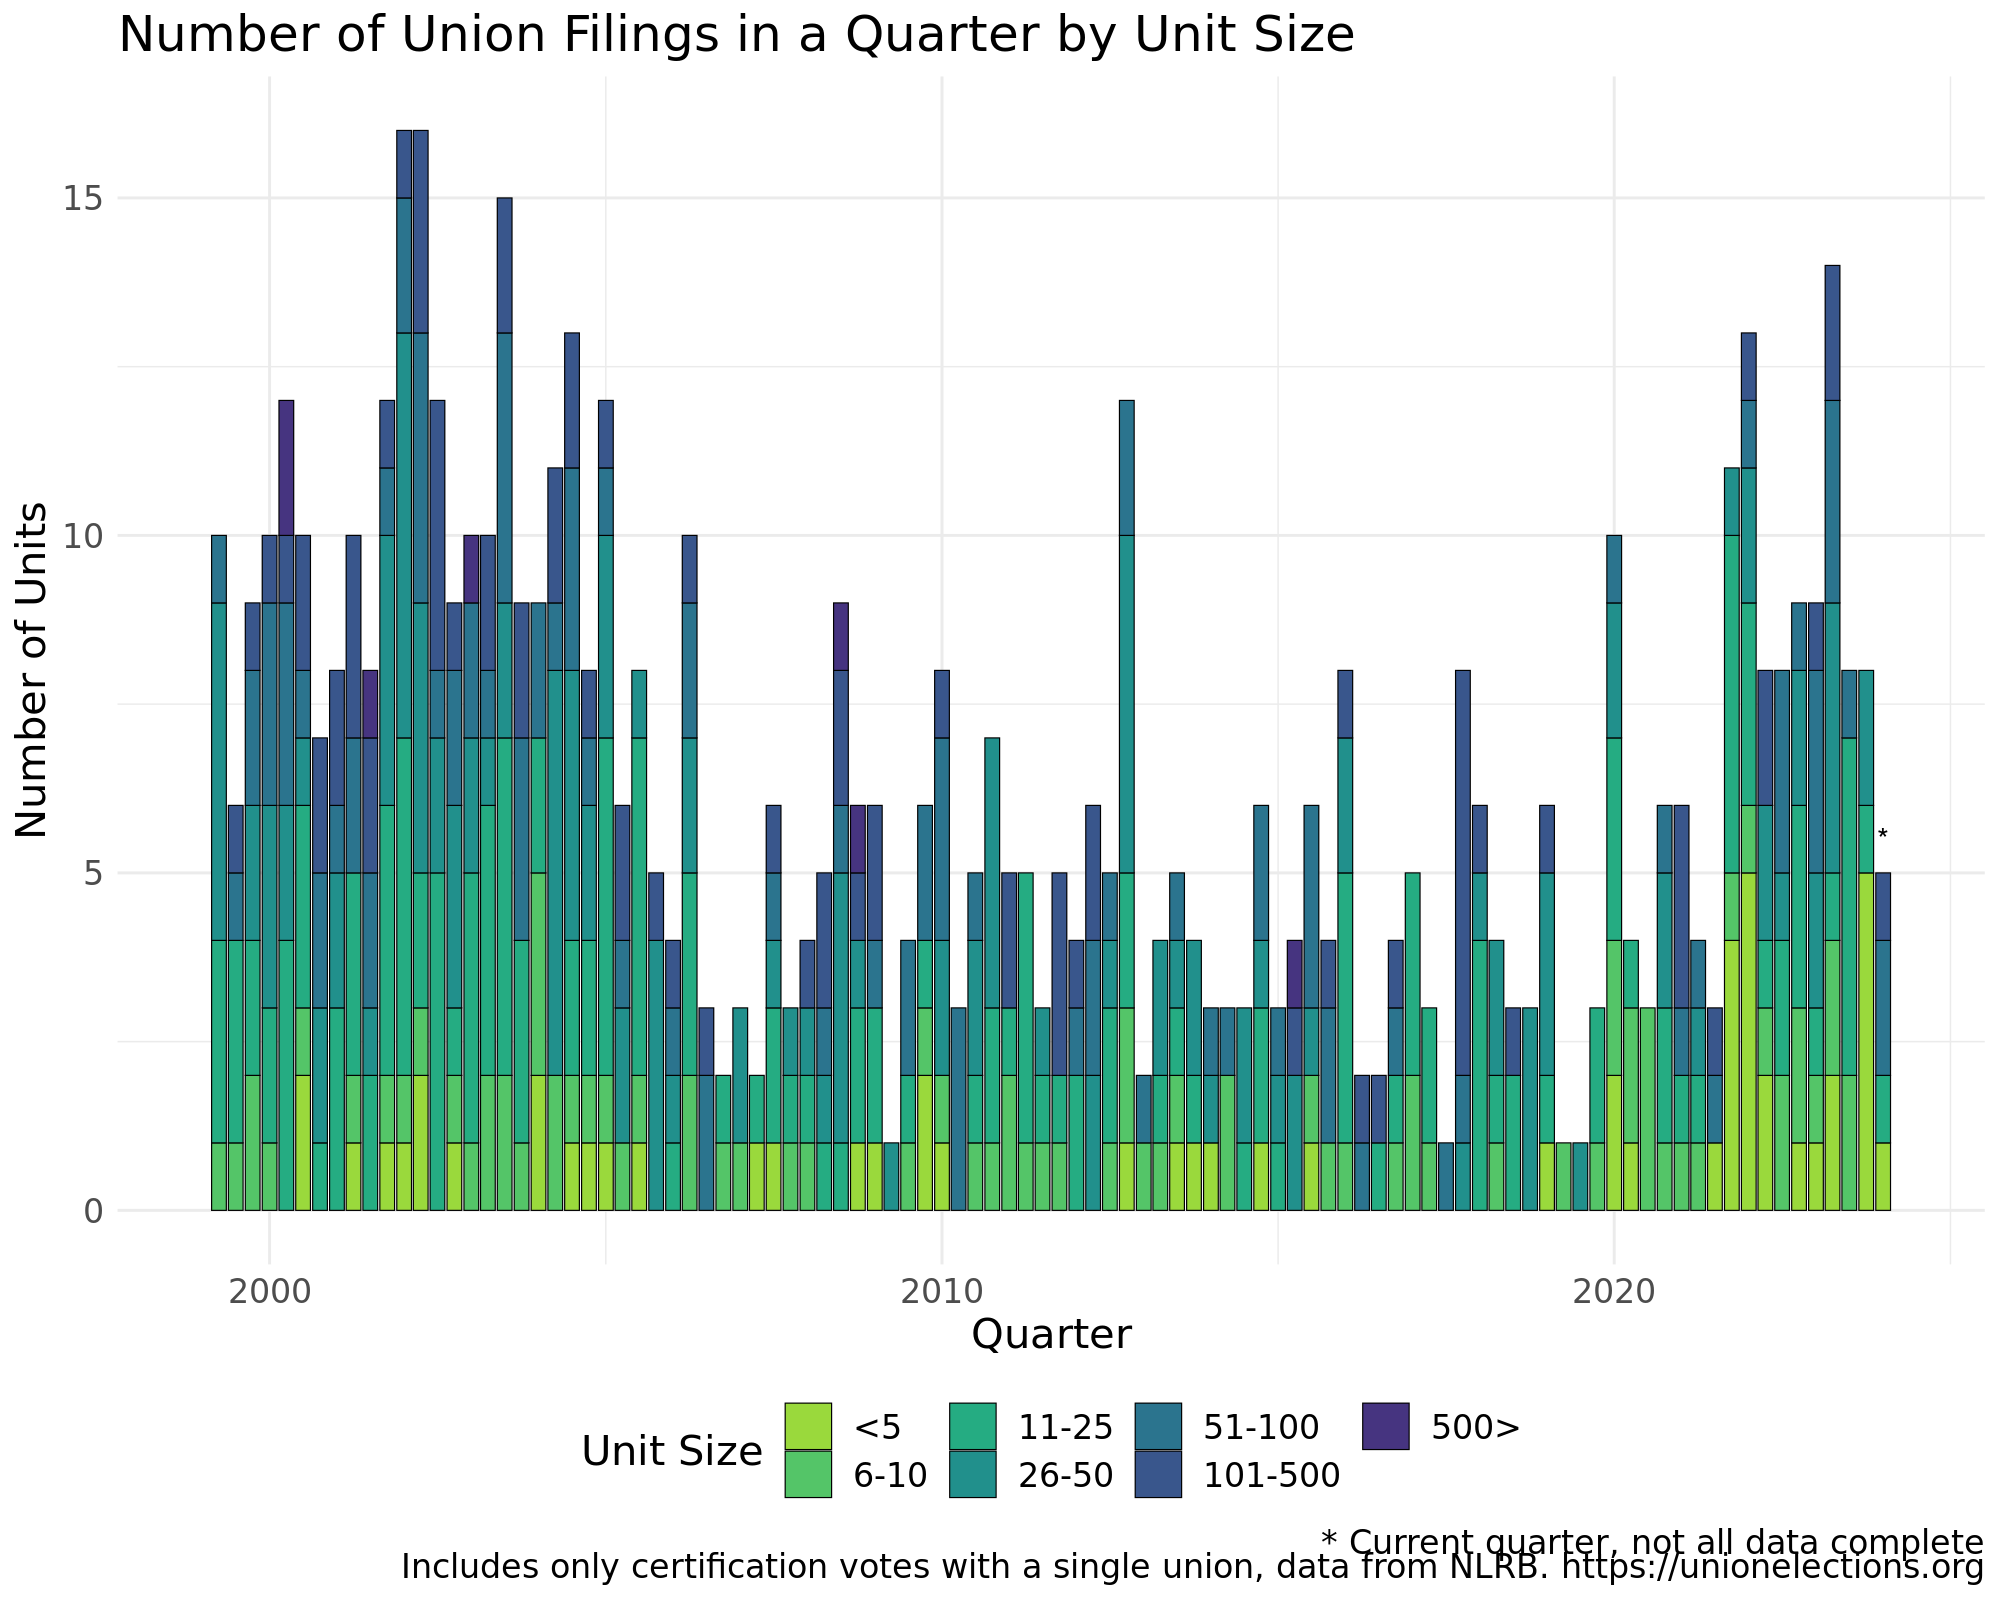 Number of Union Filings in a Quarter by Unit Size
Number of Units
15
10
5
0
*
2000 2010 2020
Quarter
Unit Size
<5 11-25 51-100 500>
6-10 26-50 101-500
* Current quarter, not all data complete
Includes only certification votes with a single union, data from NLRB. https://unionelections.org